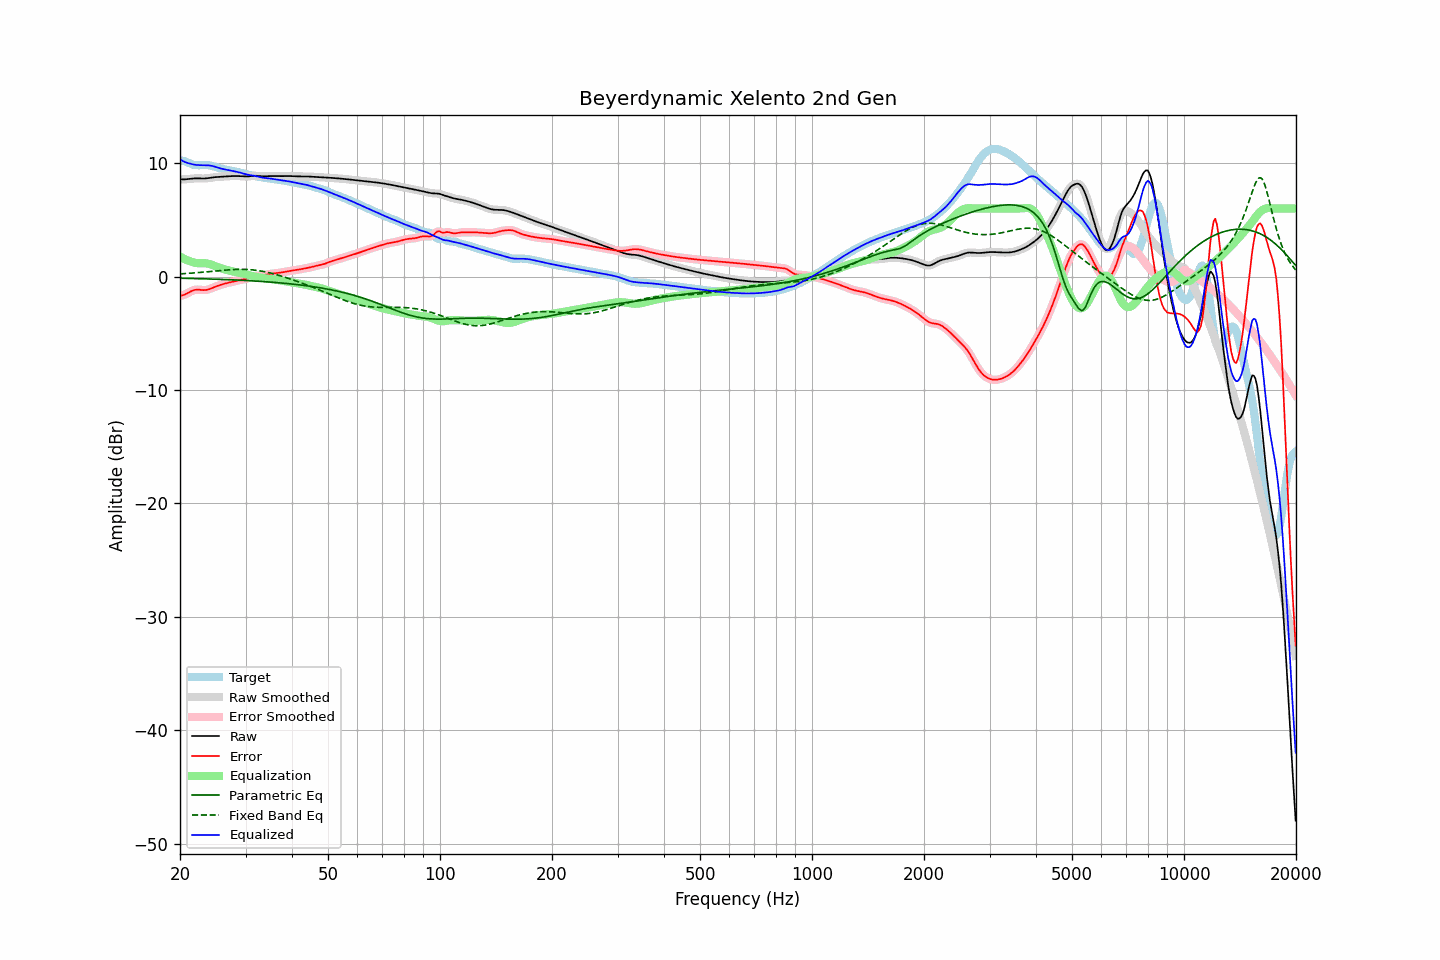 Beyerdynamic Xelento 2nd Gen
10
0
−10
−20
−30
−40
−50
Amplitude (dBr)
Target
Raw Smoothed
Error Smoothed
Raw
Error
Equalization
Parametric Eq
Fixed Band Eq
Equalized
20 50 100 200 500 1000 2000 5000 10000 20000
Frequency (Hz)